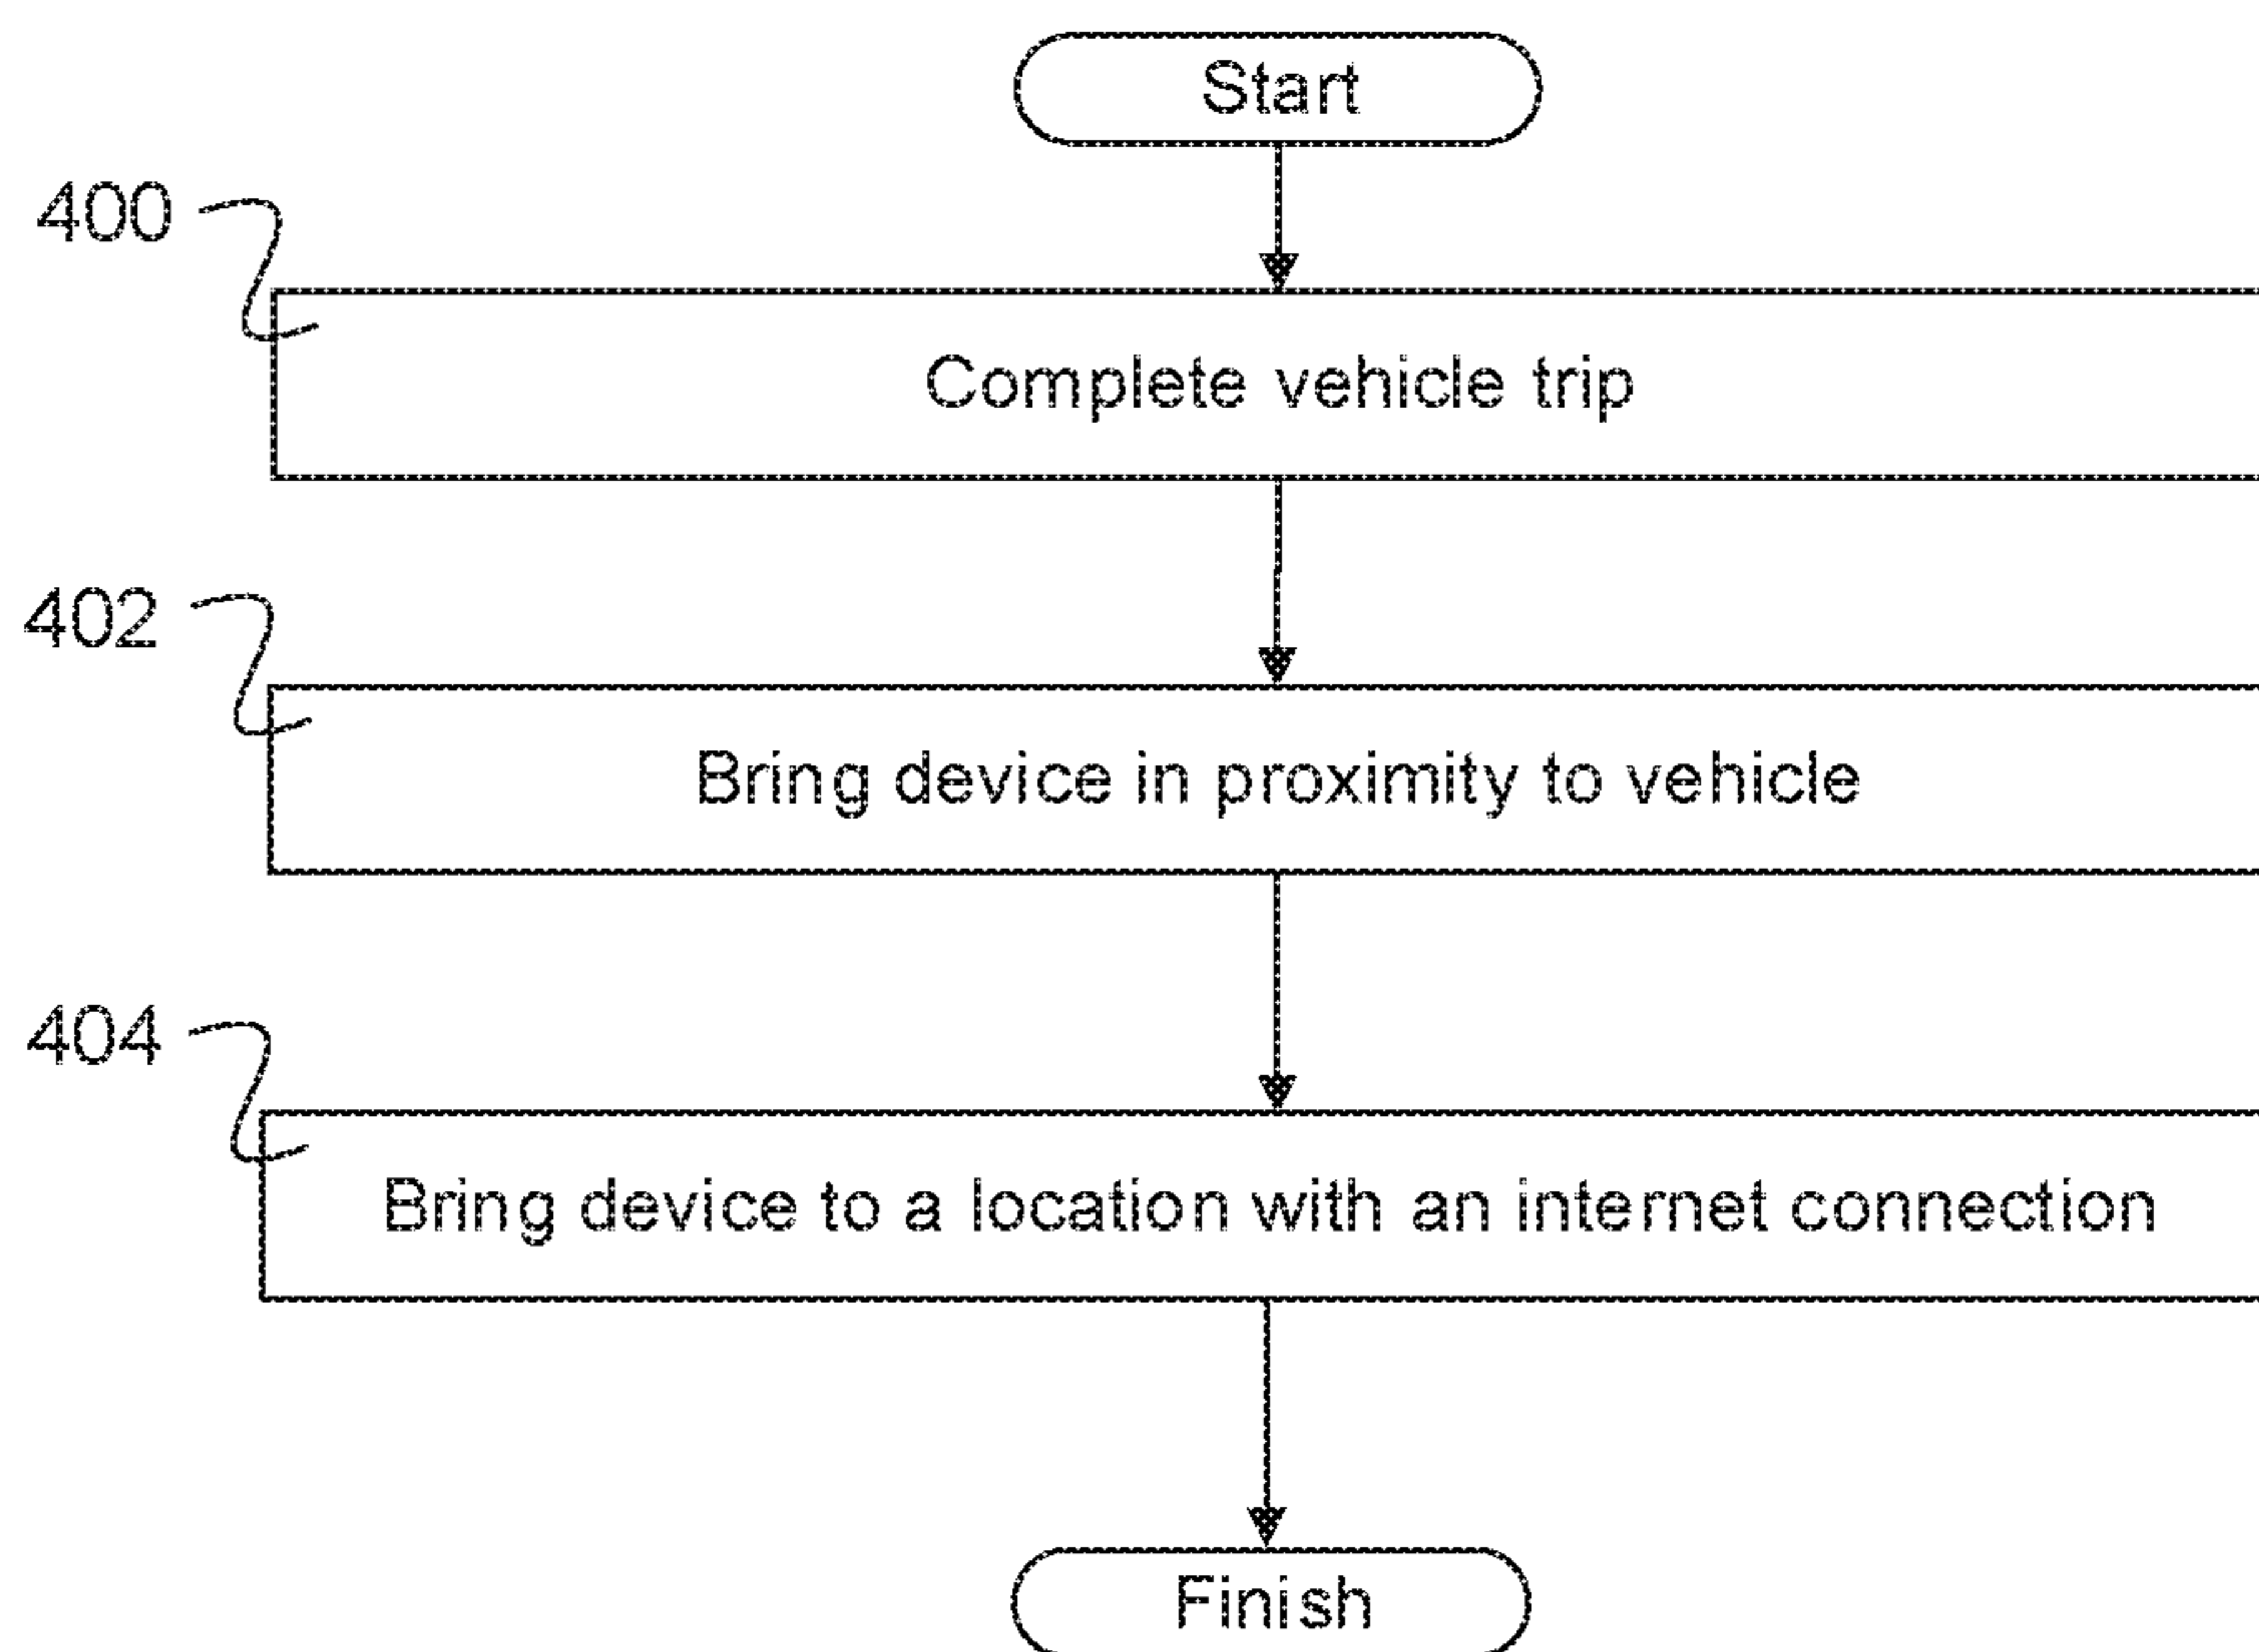 Start
400
Complete vehicle trip
402
Bring device in proximity to vehicle
404
Bring device to a location with an internet connection
Finish